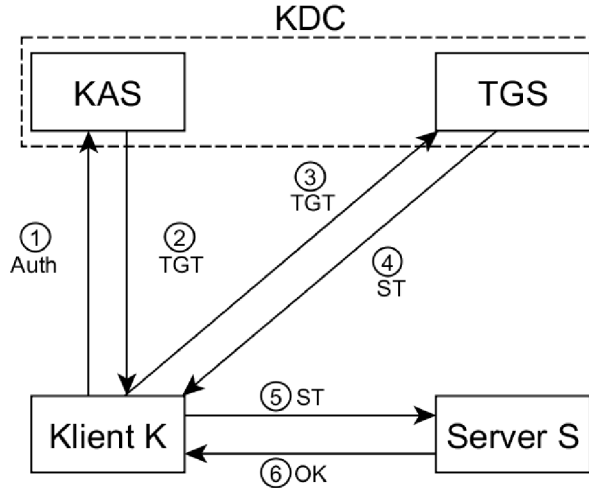 KDC
KAS
TGS
③
TGT
①
Auth
②
TGT
④
ST
⑤ ST
Klient K
Server S
⑥ OK